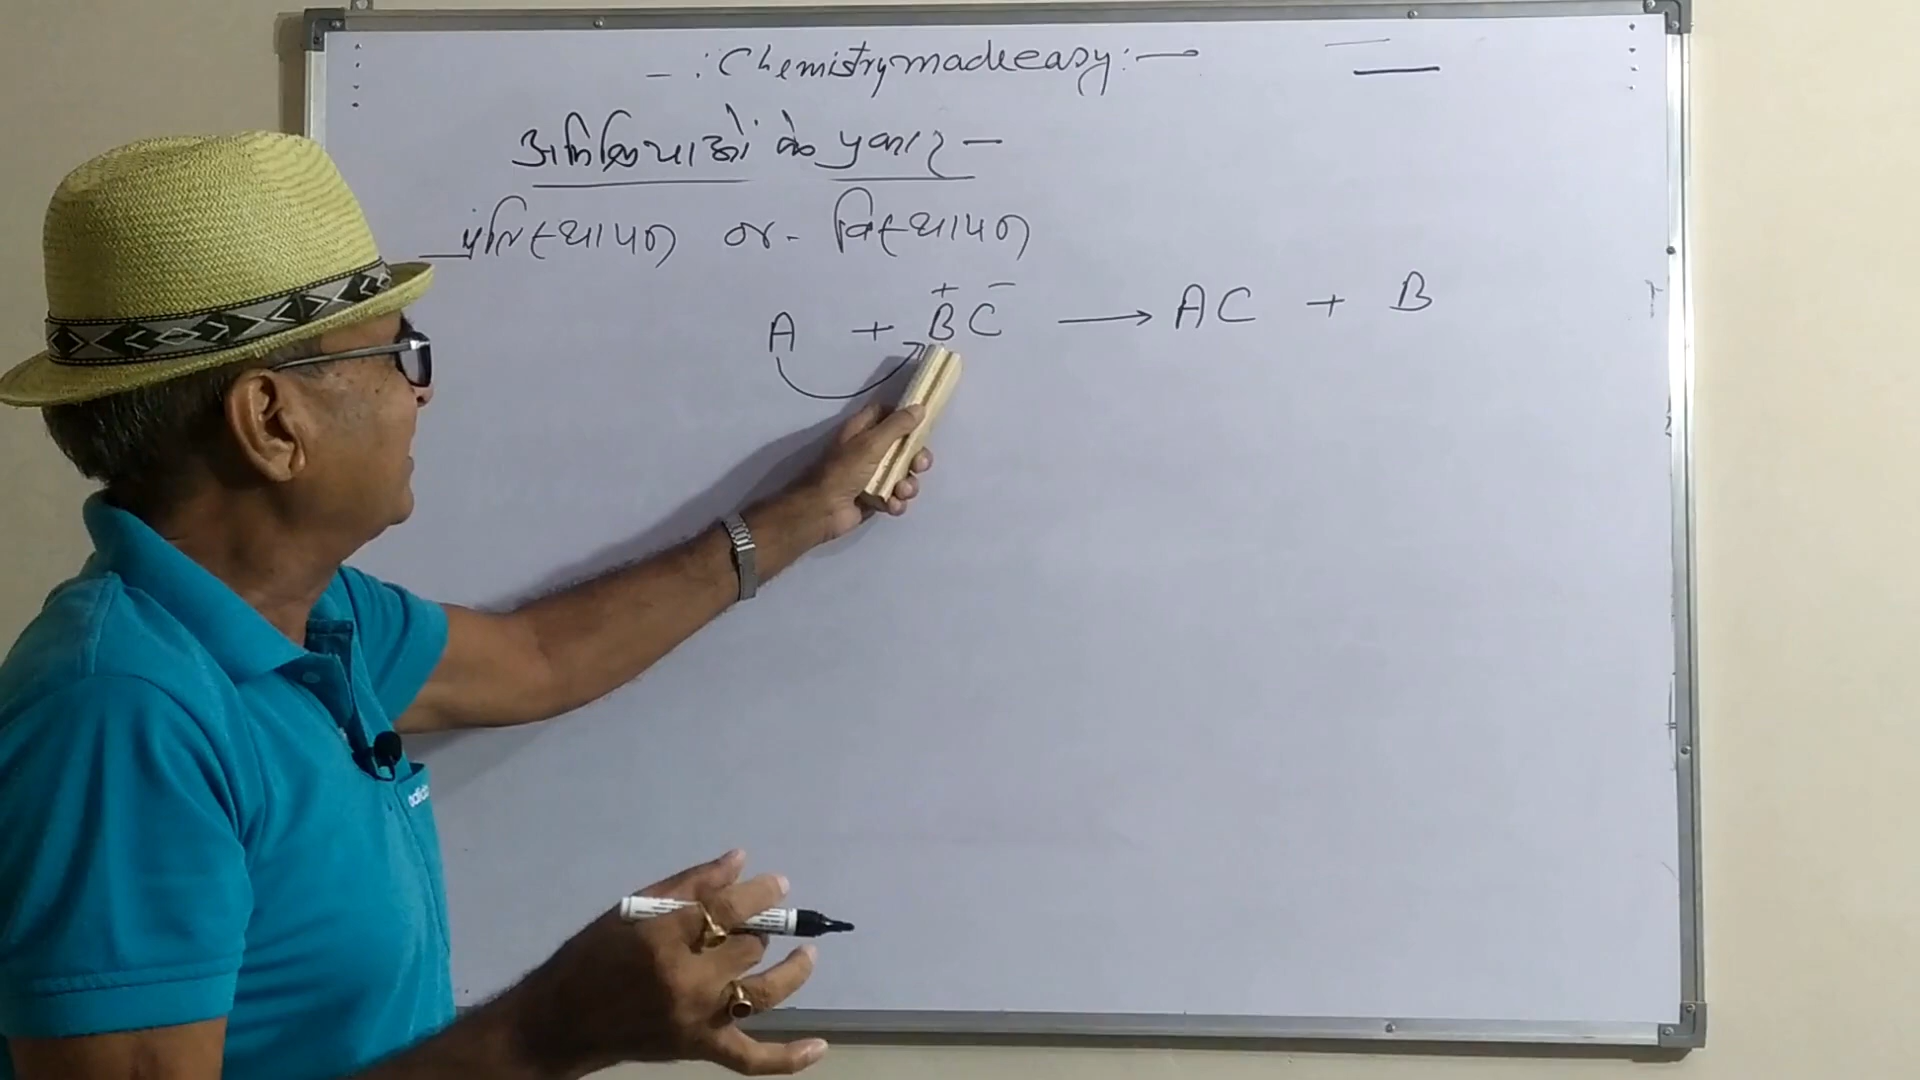 - : Chemistry made easy : -
अभिक्रियाओं के प्रकार -
प्रतिस्थापन or विस्थापन
A + B⁺C⁻ → AC + B